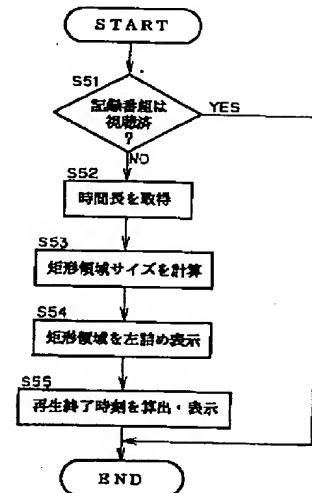 START
S51
記録番組は
視聴済
?
YES
NO
S52
時間長を取得
S53
矩形領域サイズを計算
S54
矩形領域を左詰め表示
S55
再生終了時刻を算出・表示
END